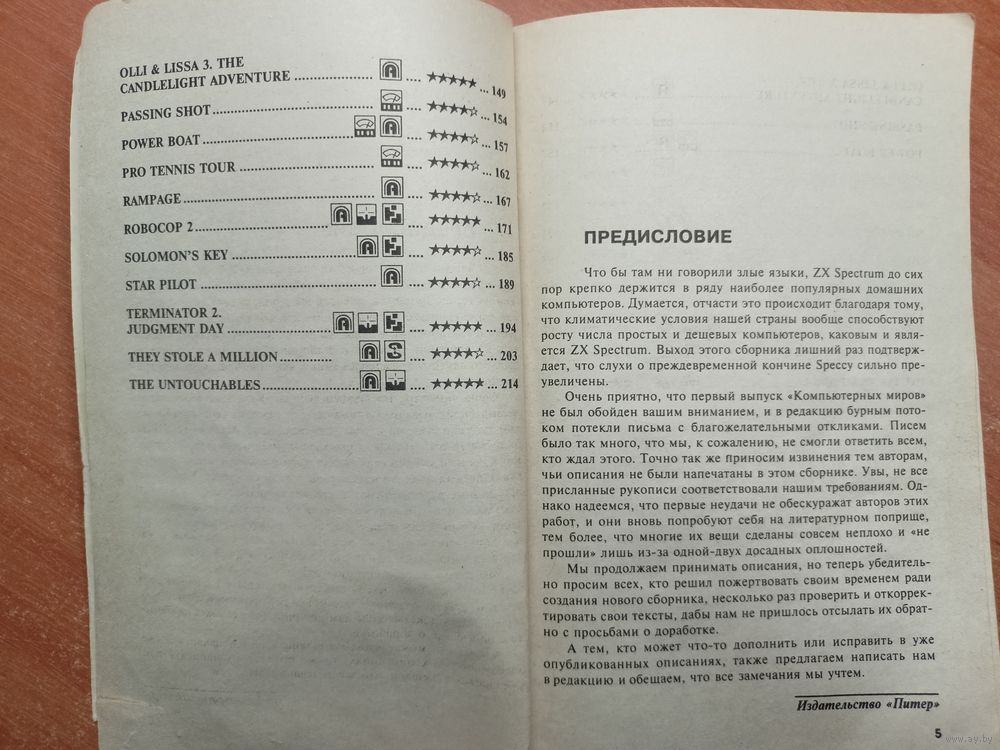 OLLI & LISSA 3. THE
CANDLELIGHT ADVENTURE .................. A .... ★★★★★ ... 149
PASSING SHOT .................. .... ★★★★☆ ... 154
POWER BOAT .................. A .... ★★★★☆ ... 157
PRO TENNIS TOUR .................. .... ★★★★☆ ... 162
RAMPAGE .................. A .... ★★★★☆ ... 167
ROBOCOP 2 .................. A .... ★★★★★ ... 171
SOLOMON'S KEY .................. A .... ★★★★☆ ... 185
STAR PILOT .................. A .... ★★★★☆ ... 189
TERMINATOR 2.
JUDGMENT DAY .................. A .... ★★★★★ ... 194
THEY STOLE A MILLION .................. A .... ★★★★☆ ... 203
THE UNTOUCHABLES .................. A .... ★★★★★ ... 214
ПРЕДИСЛОВИЕ
Что бы там ни говорили злые языки, ZX Spectrum до сих
пор крепко держится в ряду наиболее популярных домашних
компьютеров. Думается, отчасти это происходит благодаря тому,
что климатические условия нашей страны вообще способствуют
росту числа простых и дешевых компьютеров, каковым и явля-
ется ZX Spectrum. Выход этого сборника лишний раз подтверж-
дает, что слухи о преждевременной кончине Speccy сильно пре-
увеличены.
Очень приятно, что первый выпуск «Компьютерных миров»
не был обойден вашим вниманием, и в редакцию бурным пото-
ком потекли письма с благожелательными откликами. Писем
было так много, что мы, к сожалению, не смогли ответить всем,
кто ждал этого. Точно так же приносим извинения тем авторам,
чьи описания не были напечатаны в этом сборнике. Увы, не все
присланные рукописи соответствовали нашим требованиям. Од-
нако надеемся, что первые неудачи не обескуражат авторов этих
работ, и они вновь попробуют себя на литературном поприще,
тем более, что многие их вещи сделаны совсем неплохо и «не
прошли» лишь из-за одной-двух досадных оплошностей.
Мы продолжаем принимать описания, но теперь убедитель-
но просим всех, кто решил пожертвовать своим временем ради
создания нового сборника, несколько раз проверить и откоррек-
тировать свои тексты, дабы нам не пришлось отсылать их обрат-
но с просьбами о доработке.
А тем, кто может что-то дополнить или исправить в уже
опубликованных описаниях, также предлагаем написать нам
в редакцию и обещаем, что все замечания мы учтем.
Издательство «Питер»
5
www.ay.by